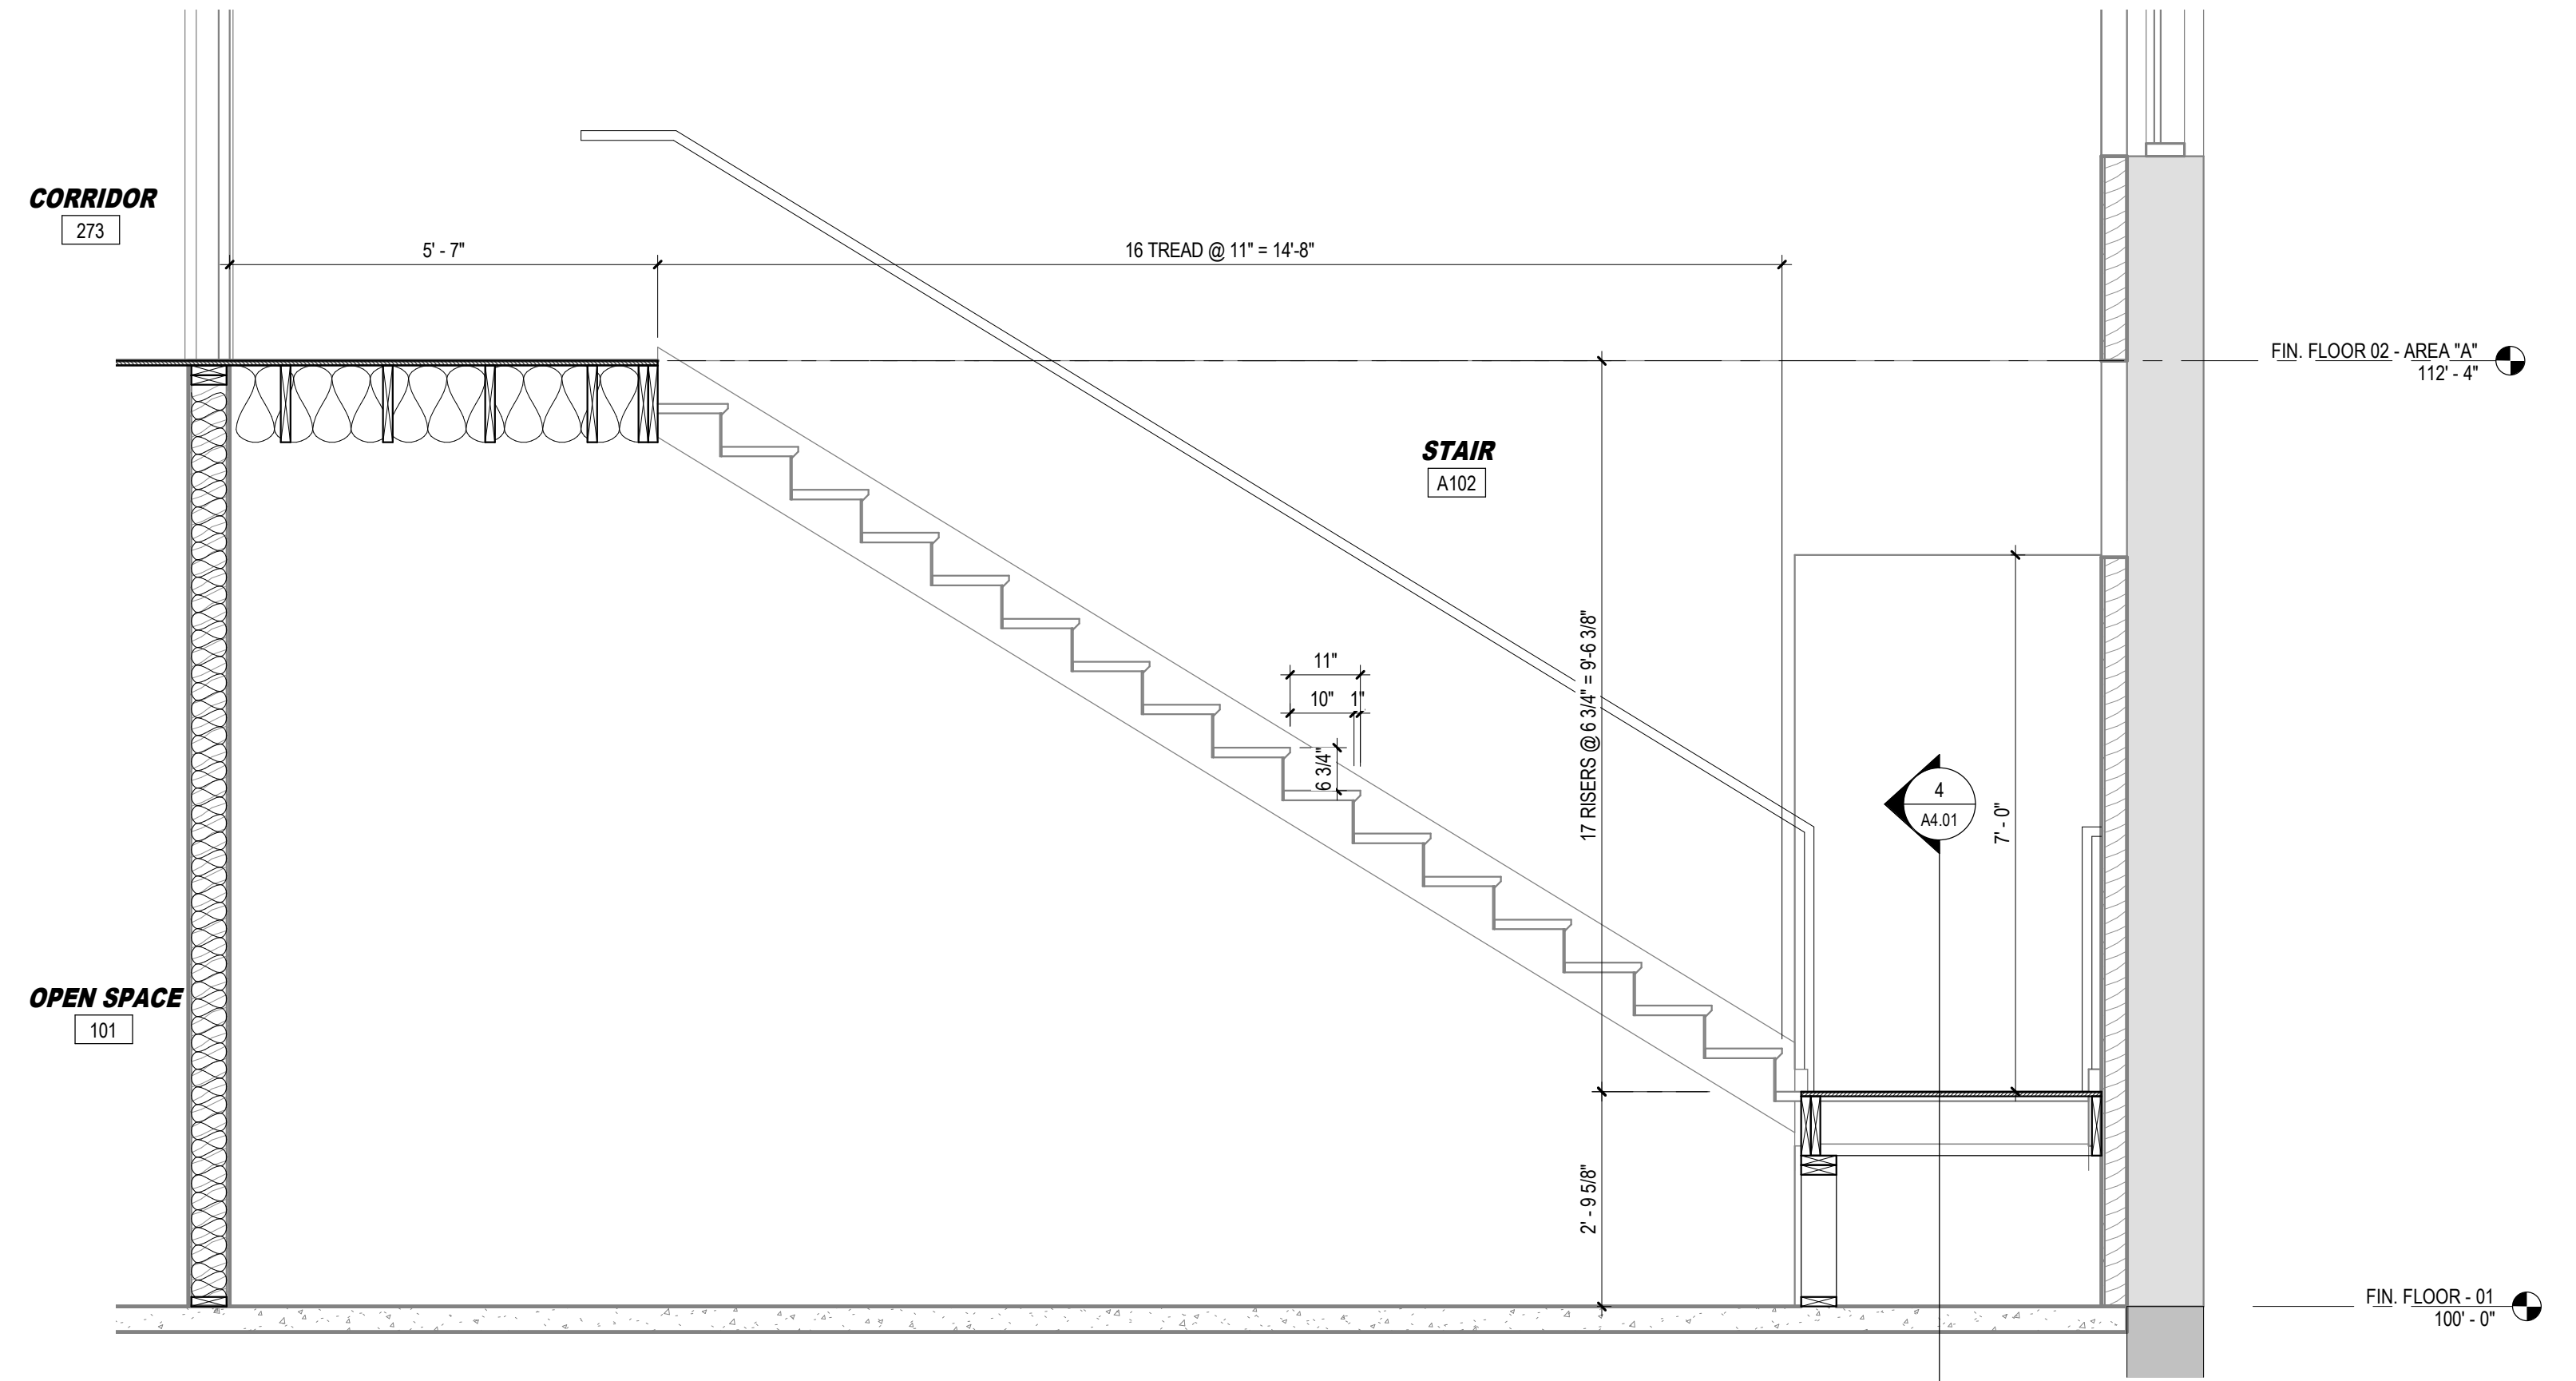 CORRIDOR
273
5' - 7"
16 TREAD @ 11" = 14'-8"
FIN. FLOOR 02 - AREA "A"
112' - 4"
STAIR
A102
17 RISERS @ 6 3/4" = 9'-6 3/8"
11"
10"
1"
6 3/4"
4
A4.01
7' - 0"
OPEN SPACE
101
2' - 9 5/8"
FIN. FLOOR - 01
100' - 0"